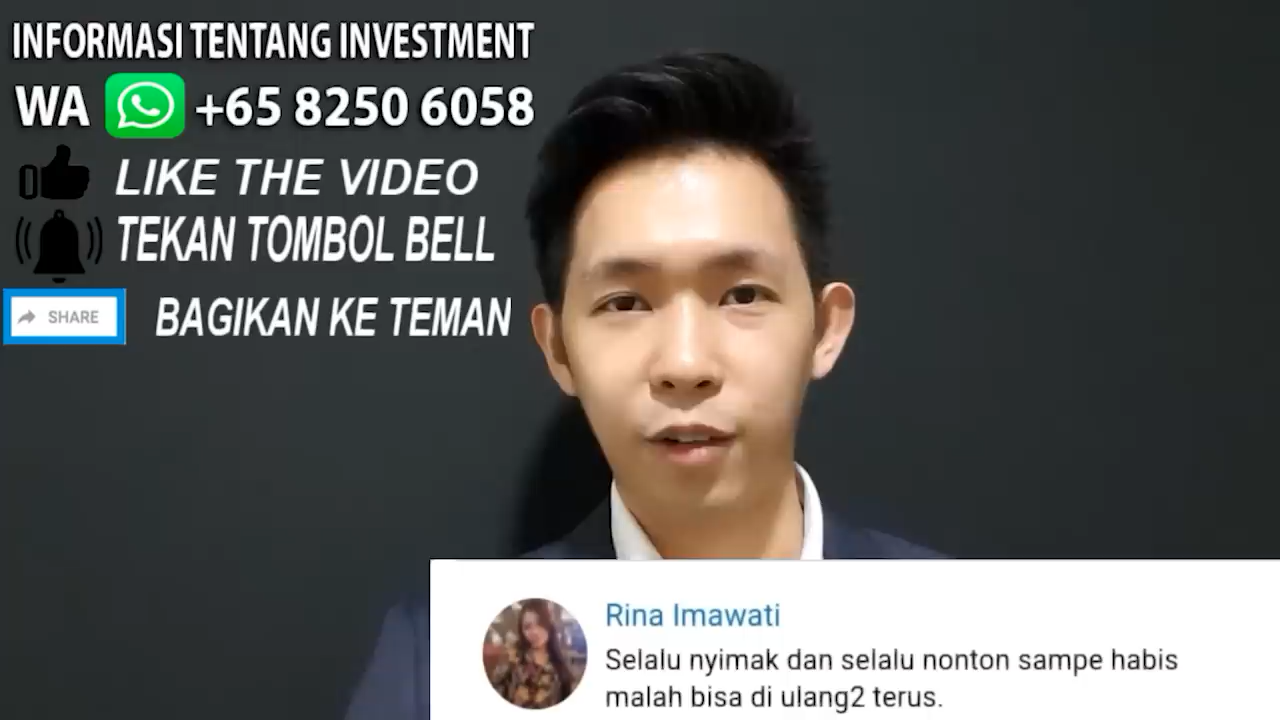 INFORMASI TENTANG INVESTMENT
WA +65 8250 6058
LIKE THE VIDEO
TEKAN TOMBOL BELL
SHARE BAGIKAN KE TEMAN
Rina Imawati
Selalu nyimak dan selalu nonton sampe habis
malah bisa di ulang2 terus.